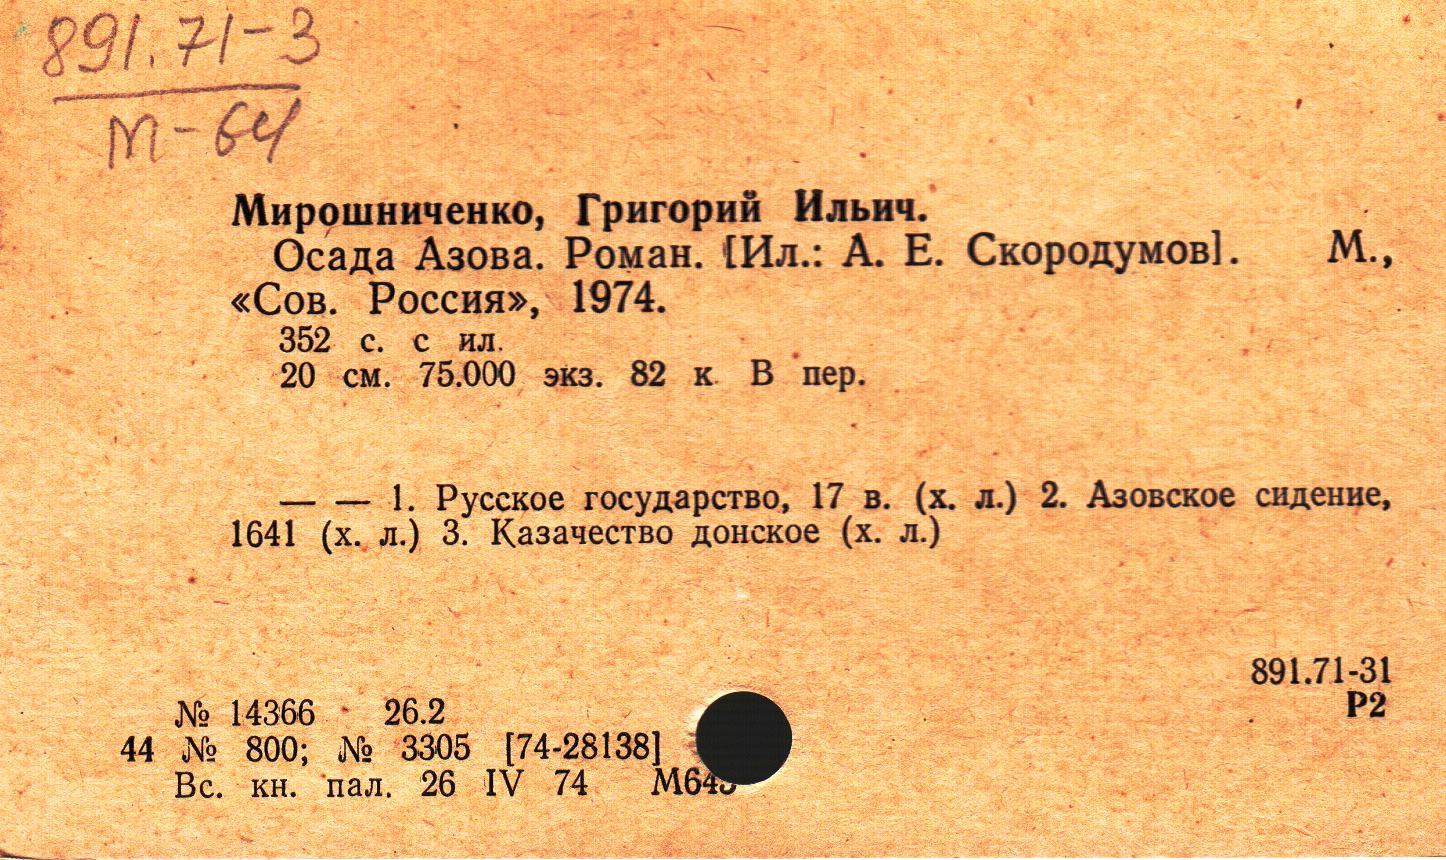 891.71-3
М-64
Мирошниченко, Григорий Ильич.
Осада Азова. Роман. [Ил.: А. Е. Скородумов]. М.,
«Сов. Россия», 1974.
352 с. с ил.
20 см. 75.000 экз. 82 к. В пер.
— — 1. Русское государство, 17 в. (х. л.) 2. Азовское сидение,
1641 (х. л.) 3. Казачество донское (х. л.)
891.71-31
Р2
№ 14366 26.2
44 № 800; № 3305 [74-28138]
Вс. кн. пал. 26 IV 74